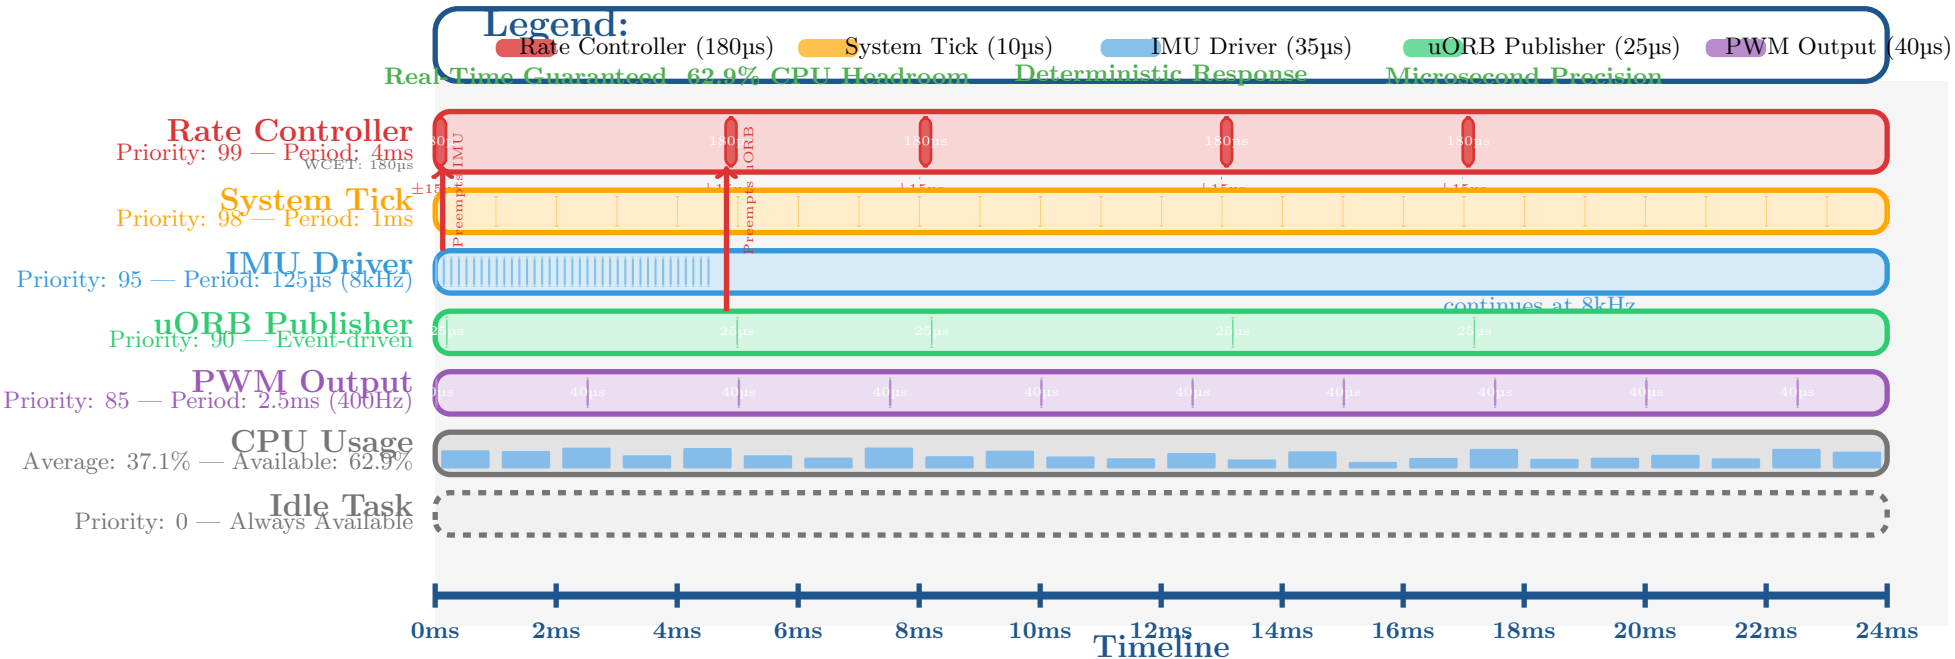 Legend:
Rate Controller (180µs)
System Tick (10µs)
IMU Driver (35µs)
uORB Publisher (25µs)
PWM Output (40µs)
Real-Time Guaranteed
62.9% CPU Headroom
Deterministic Response
Microsecond Precision
Rate Controller
Priority: 99 — Period: 4ms
WCET: 180µs
180µs
180µs
180µs
180µs
Preempts IMU
Preempts uORB
System Tick
Priority: 98 — Period: 1ms
IMU Driver
Priority: 95 — Period: 125µs (8kHz)
continues at 8kHz
uORB Publisher
Priority: 90 — Event-driven
25µs
25µs
25µs
25µs
25µs
PWM Output
Priority: 85 — Period: 2.5ms (400Hz)
40µs
40µs
40µs
40µs
40µs
40µs
40µs
40µs
40µs
CPU Usage
Average: 37.1% — Available: 62.9%
Idle Task
Priority: 0 — Always Available
0ms 2ms 4ms 6ms 8ms 10ms 12ms 14ms 16ms 18ms 20ms 22ms 24ms
Timeline